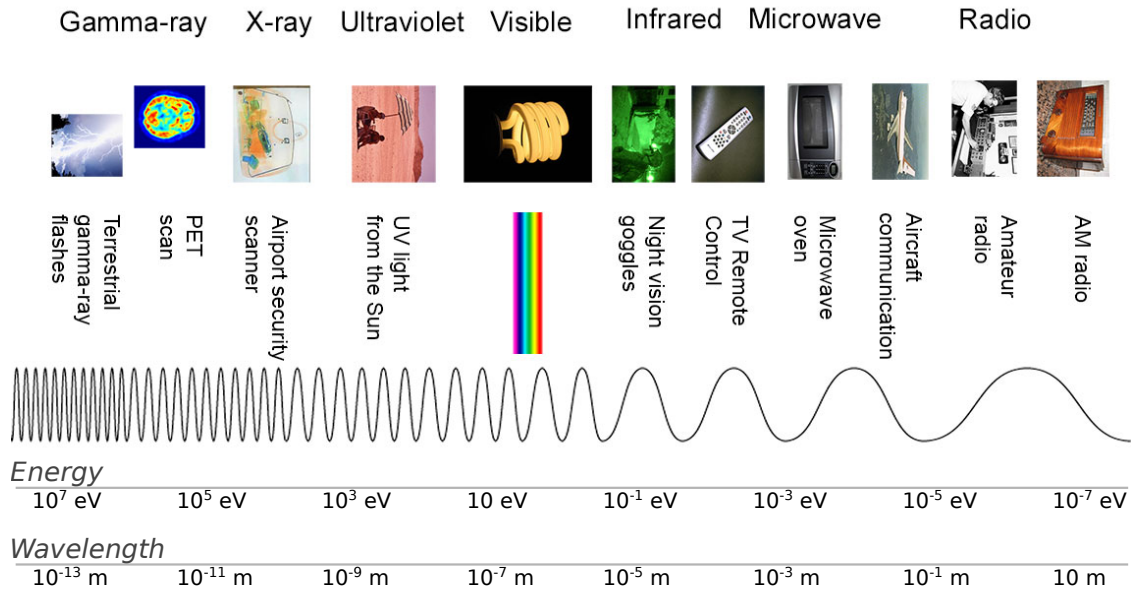 Gamma-ray X-ray Ultraviolet Visible Infrared Microwave Radio
Terrestrial
gamma-ray
flashes
PET
scan
Airport security
scanner
UV light
from the Sun
Night vision
goggles
TV Remote
Control
Microwave
oven
Aircraft
communication
Amateur
radio
AM radio
Energy
10⁷ eV 10⁵ eV 10³ eV 10 eV 10⁻¹ eV 10⁻³ eV 10⁻⁵ eV 10⁻⁷ eV
Wavelength
10⁻¹³ m 10⁻¹¹ m 10⁻⁹ m 10⁻⁷ m 10⁻⁵ m 10⁻³ m 10⁻¹ m 10 m